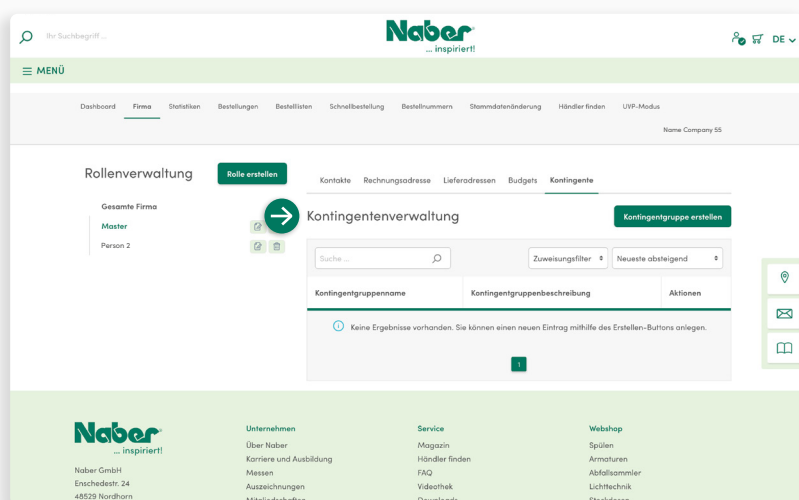 Ihr Suchbegriff ...
Naber
... inspiriert!
DE
MENÜ
Dashboard Firma Statistiken Bestellungen Bestelllisten Schnellbestellung Bestellnummern Stammdatenänderung Händler finden UVP-Modus
Name Company 55
Rollenverwaltung
Rolle erstellen
Gesamte Firma
Master
Person 2
Kontakte Rechnungsadresse Lieferadressen Budgets Kontingente
Kontingentenverwaltung
Kontingentgruppe erstellen
Suche ...
Zuweisungsfilter
Neueste absteigend
Kontingentgruppenname Kontingentgruppenbeschreibung Aktionen
Keine Ergebnisse vorhanden. Sie können einen neuen Eintrag mithilfe des Erstellen-Buttons anlegen.
1
Naber
... inspiriert!
Naber GmbH
Enschedestr. 24
48529 Nordhorn
Unternehmen
Über Naber
Karriere und Ausbildung
Messen
Auszeichnungen
Mitgliedschaften
Service
Magazin
Händler finden
FAQ
Videothek
Downloads
Webshop
Spülen
Armaturen
Abfallsammler
Lichttechnik
Steckdosen